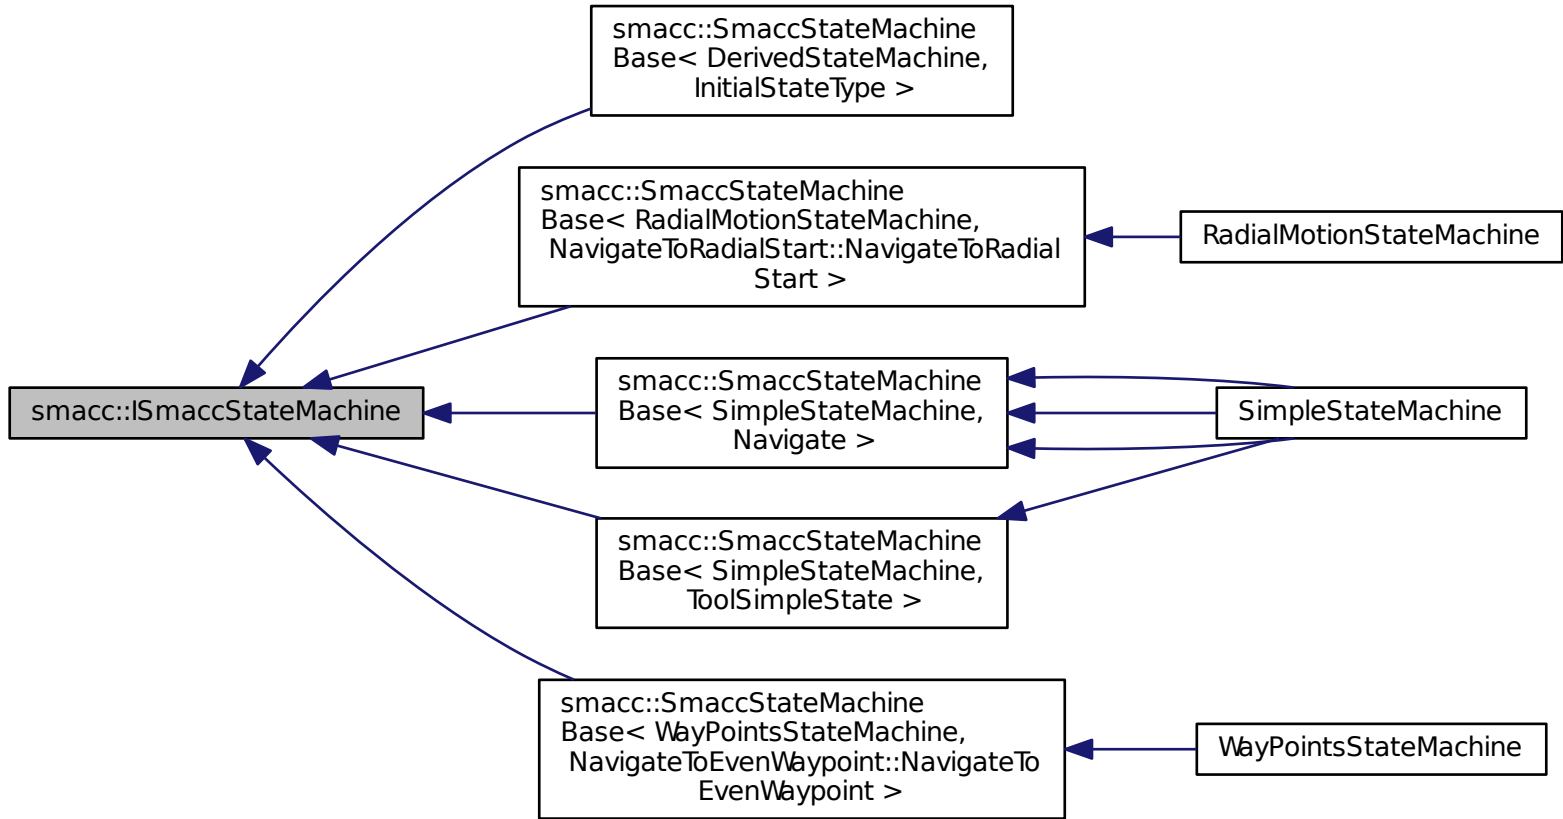 smacc::SmaccStateMachine
Base< DerivedStateMachine,
InitialStateType >
smacc::SmaccStateMachine
Base< RadialMotionStateMachine,
NavigateToRadialStart::NavigateToRadial
Start >
RadialMotionStateMachine
smacc::ISmaccStateMachine
smacc::SmaccStateMachine
Base< SimpleStateMachine,
Navigate >
SimpleStateMachine
smacc::SmaccStateMachine
Base< SimpleStateMachine,
ToolSimpleState >
smacc::SmaccStateMachine
Base< WayPointsStateMachine,
NavigateToEvenWaypoint::NavigateTo
EvenWaypoint >
WayPointsStateMachine